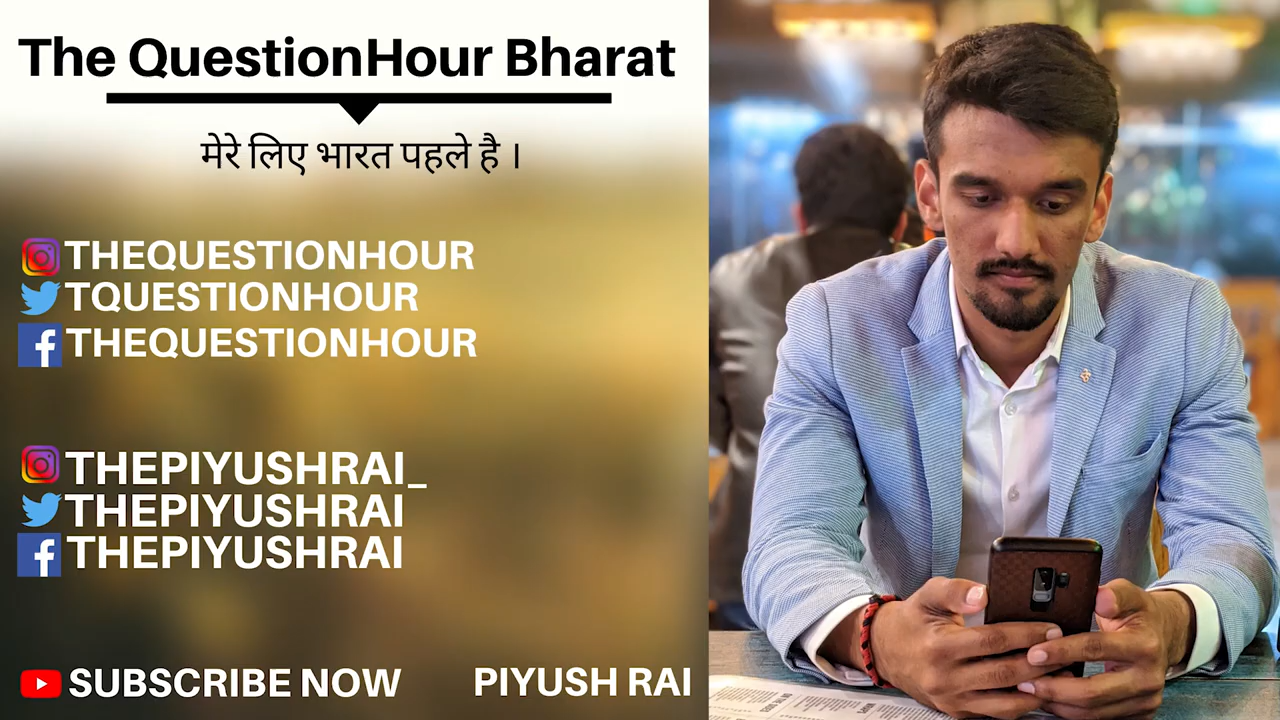 The QuestionHour Bharat
मेरे लिए भारत पहले है ।
THEQUESTIONHOUR
TQUESTIONHOUR
THEQUESTIONHOUR
THEPIYUSHRAI_
THEPIYUSHRAI
THEPIYUSHRAI
SUBSCRIBE NOW
PIYUSH RAI